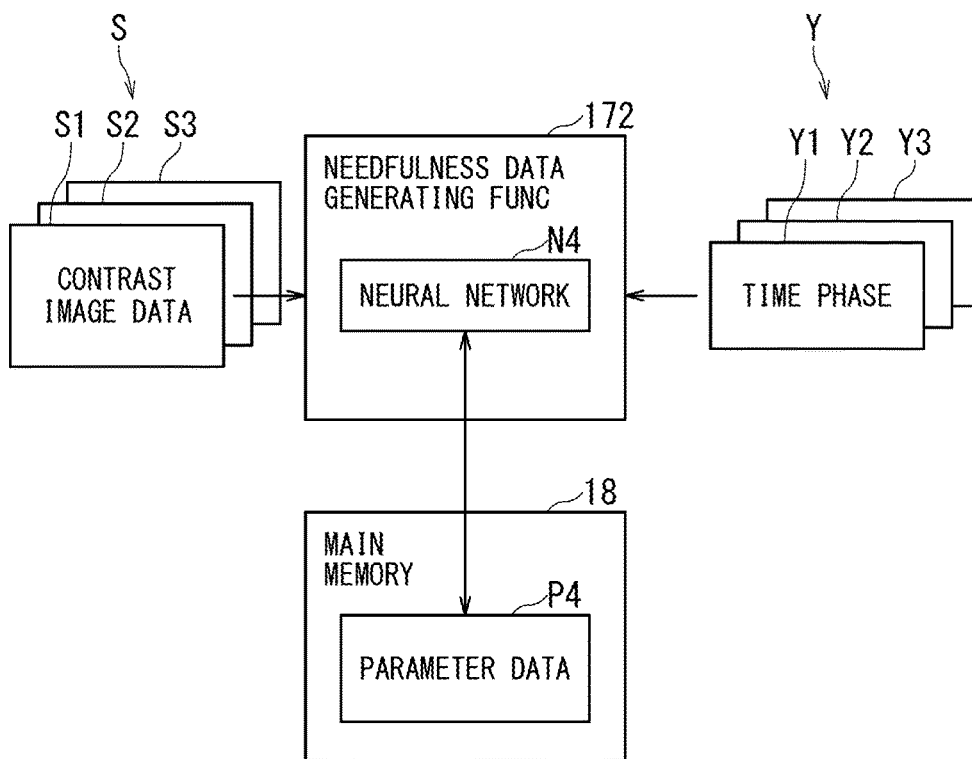 S
Y
S1 S2 S3
172
Y1 Y2 Y3
NEEDFULNESS DATA
GENERATING FUNC
N4
CONTRAST
IMAGE DATA
NEURAL NETWORK
TIME PHASE
18
MAIN
MEMORY
P4
PARAMETER DATA